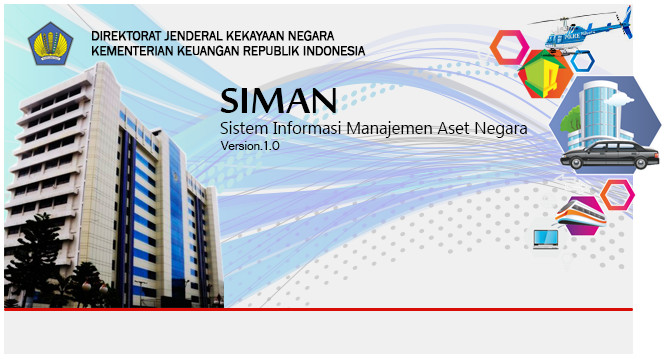 DIREKTORAT JENDERAL KEKAYAAN NEGARA
KEMENTERIAN KEUANGAN REPUBLIK INDONESIA
SIMAN
Sistem Informasi Manajemen Aset Negara
Version.1.0